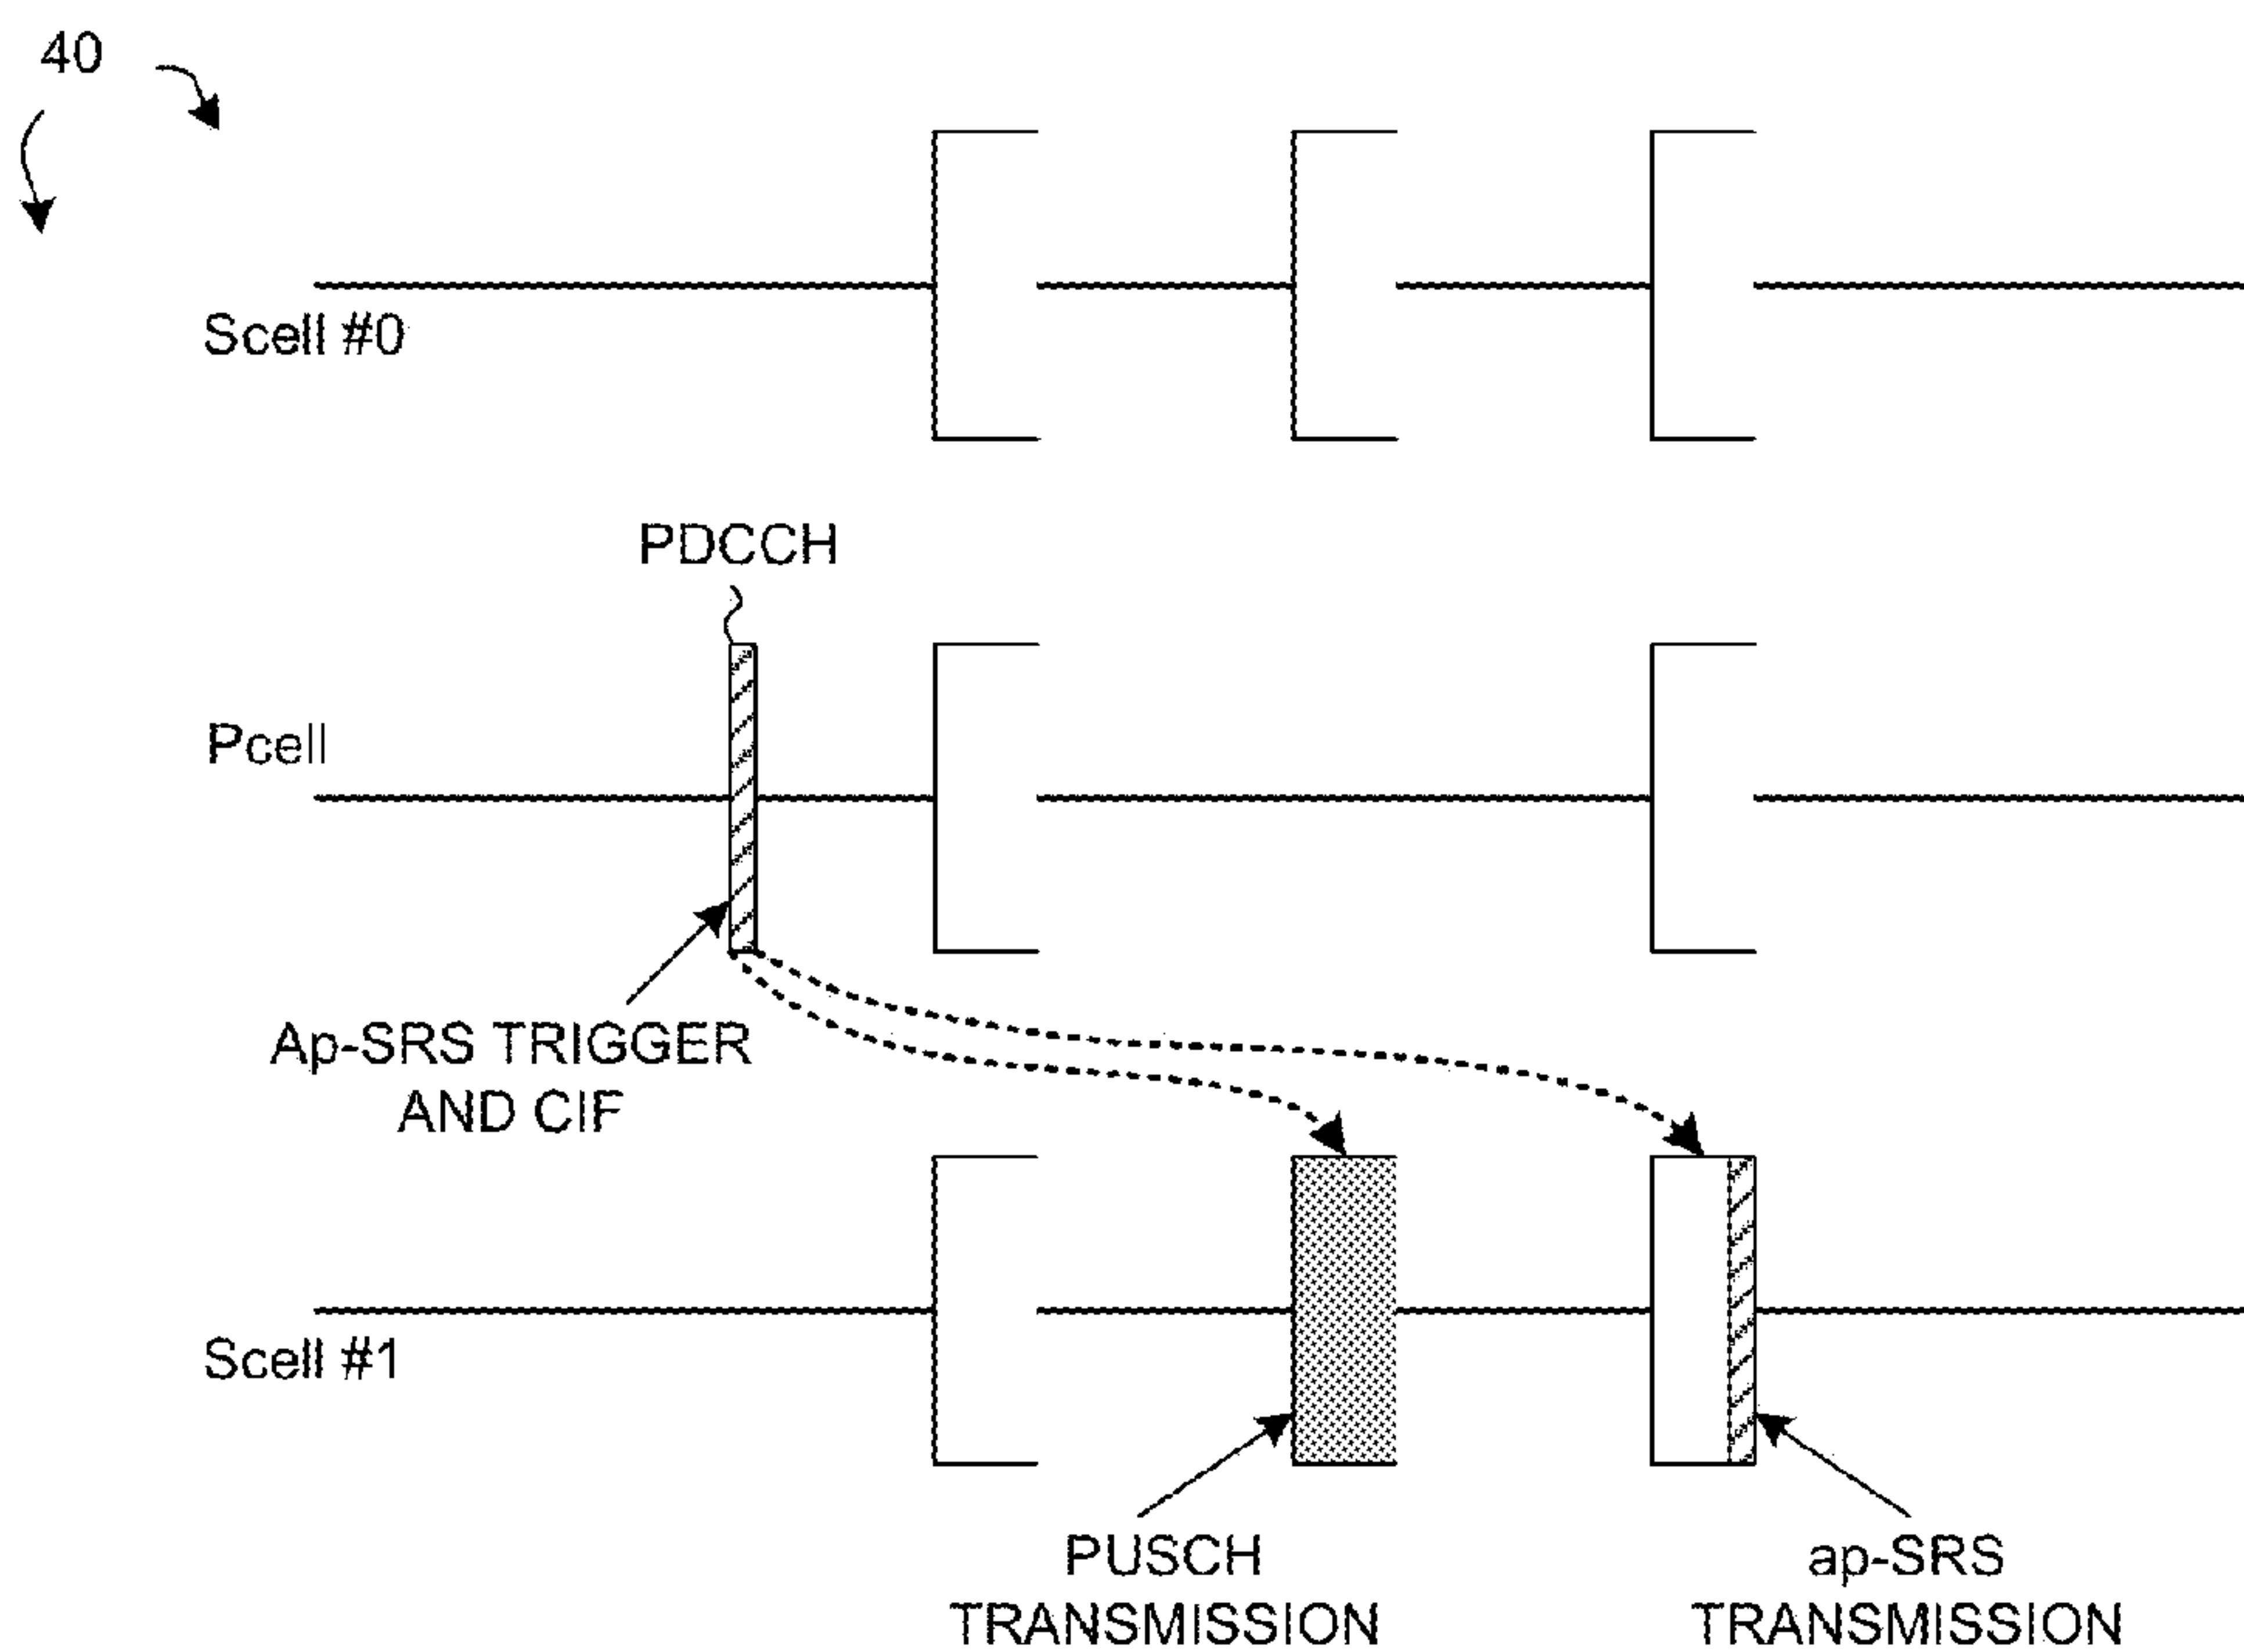 40
Scell #0
PDCCH
Pcell
Ap-SRS TRIGGER
AND CIF
Scell #1
PUSCH
TRANSMISSION
ap-SRS
TRANSMISSION